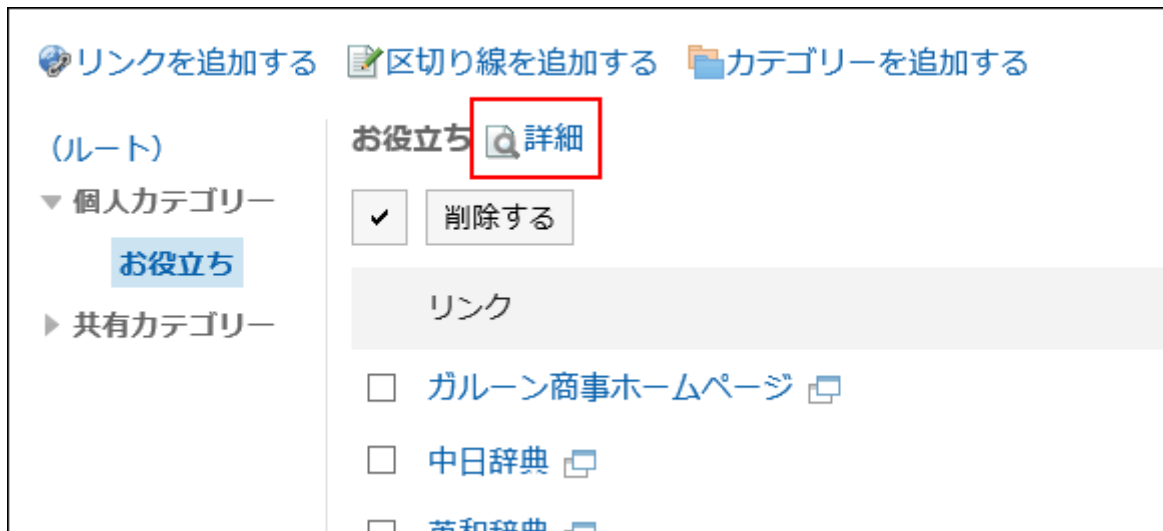 リンクを追加する 区切り線を追加する カテゴリーを追加する
(ルート)
個人カテゴリー
お役立ち
共有カテゴリー
お役立ち 詳細
削除する
リンク
ガルーン商事ホームページ
中日辞典
英和辞典